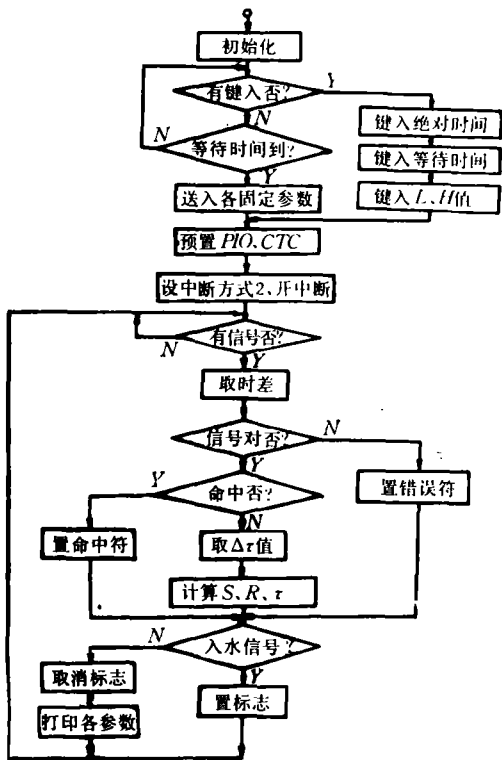 初始化
有键入否?
Y
N
键入绝对时间
等待时间到?
N
键入等待时间
Y
送入各固定参数
键入L、H值
预置PIO、CTC
设中断方式2、开中断
有信号否?
N
Y
取时差
信号对否?
N
Y
命中否?
Y
置错误符
N
置命中符
取Δτ值
计算S、R、τ
N
入水信号?
取消标志
Y
置标志
打印各参数